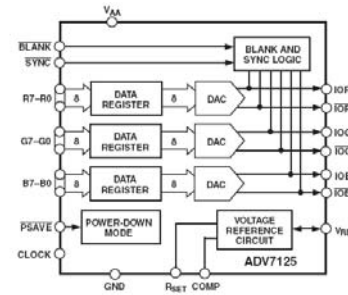 VAA
BLANK
SYNC
BLANK AND
SYNC LOGIC
R7–R0
8
DATA
REGISTER
8
DAC
G7–G0
8
DATA
REGISTER
8
DAC
B7–B0
8
DATA
REGISTER
8
DAC
PSAVE
POWER-DOWN
MODE
VOLTAGE
REFERENCE
CIRCUIT
CLOCK
ADV7125
GND
RSET
COMP